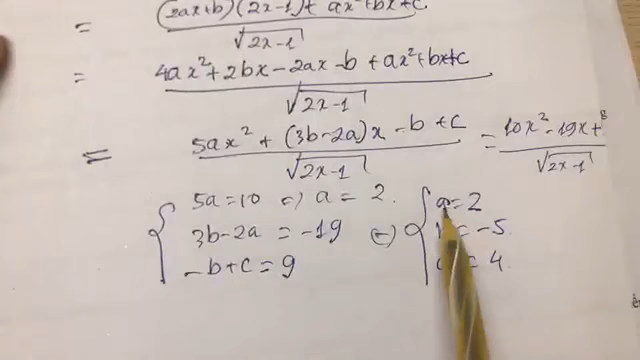 = (2ax+b)(2x-1)+ ax²+bx+c / √2x-1
= 4ax²+2bx-2ax-b+ax²+bx+c / √2x-1
= 5ax²+(3b-2a)x-b+c / √2x-1 = 10x²-19x+ / √2x-1
{ 5a=10 => a=2.
3b-2a=-19
-b+c=9
<=> { a=2
= -5
= 4.